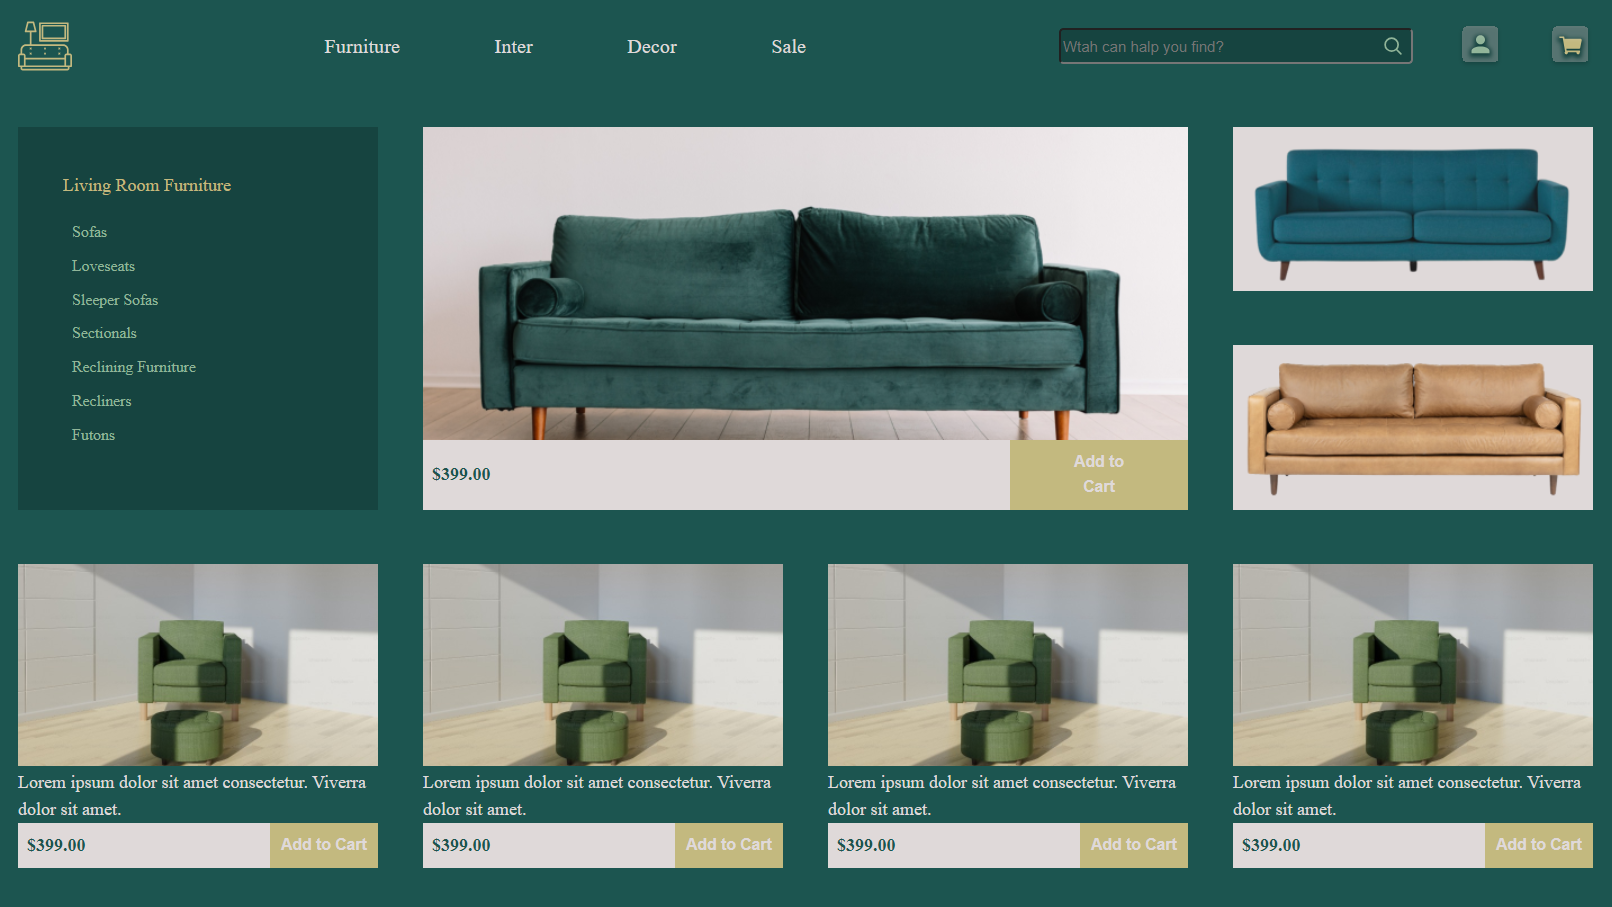 Furniture
Inter
Decor
Sale
Wtah can halp you find?
Living Room Furniture
Sofas
Loveseats
Sleeper Sofas
Sectionals
Reclining Furniture
Recliners
Futons
$399.00
Add to
Cart
Lorem ipsum dolor sit amet consectetur. Viverra
dolor sit amet.
$399.00
Add to Cart
Lorem ipsum dolor sit amet consectetur. Viverra
dolor sit amet.
$399.00
Add to Cart
Lorem ipsum dolor sit amet consectetur. Viverra
dolor sit amet.
$399.00
Add to Cart
Lorem ipsum dolor sit amet consectetur. Viverra
dolor sit amet.
$399.00
Add to Cart